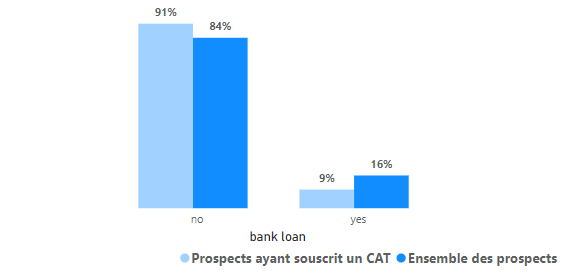 91%
84%
9%
16%
no
yes
bank loan
Prospects ayant souscrit un CAT Ensemble des prospects